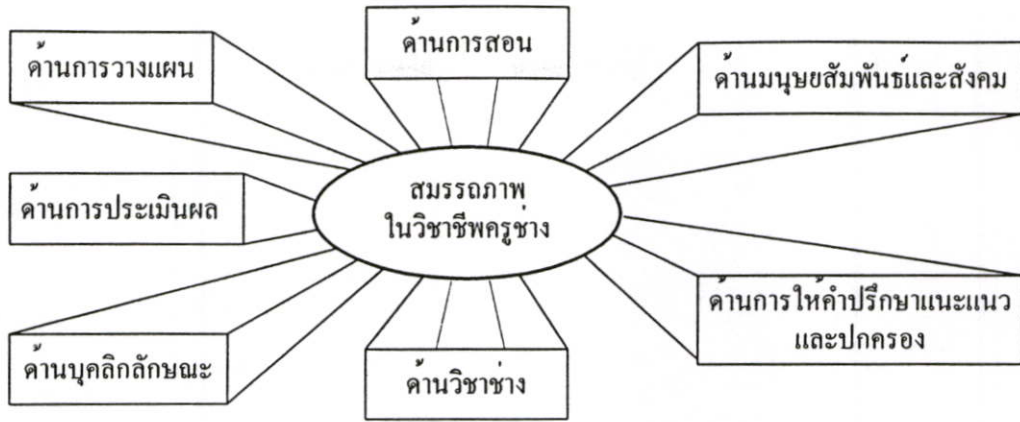 ด้านการสอน
ด้านการวางแผน
ด้านมนุษยสัมพันธ์และสังคม
สมรรถภาพ
ในวิชาชีพครูช่าง
ด้านการประเมินผล
ด้านการให้คำปรึกษาแนะแนว
และปกครอง
ด้านบุคลิกลักษณะ
ด้านวิชาช่าง